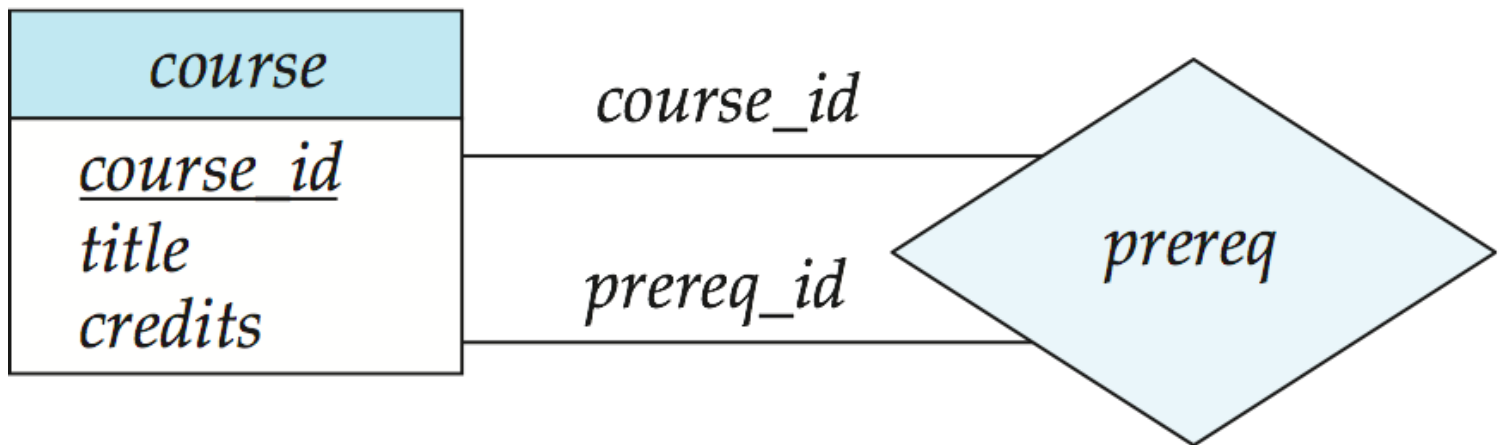 course
course_id
title
credits
course_id
prereq_id
prereq